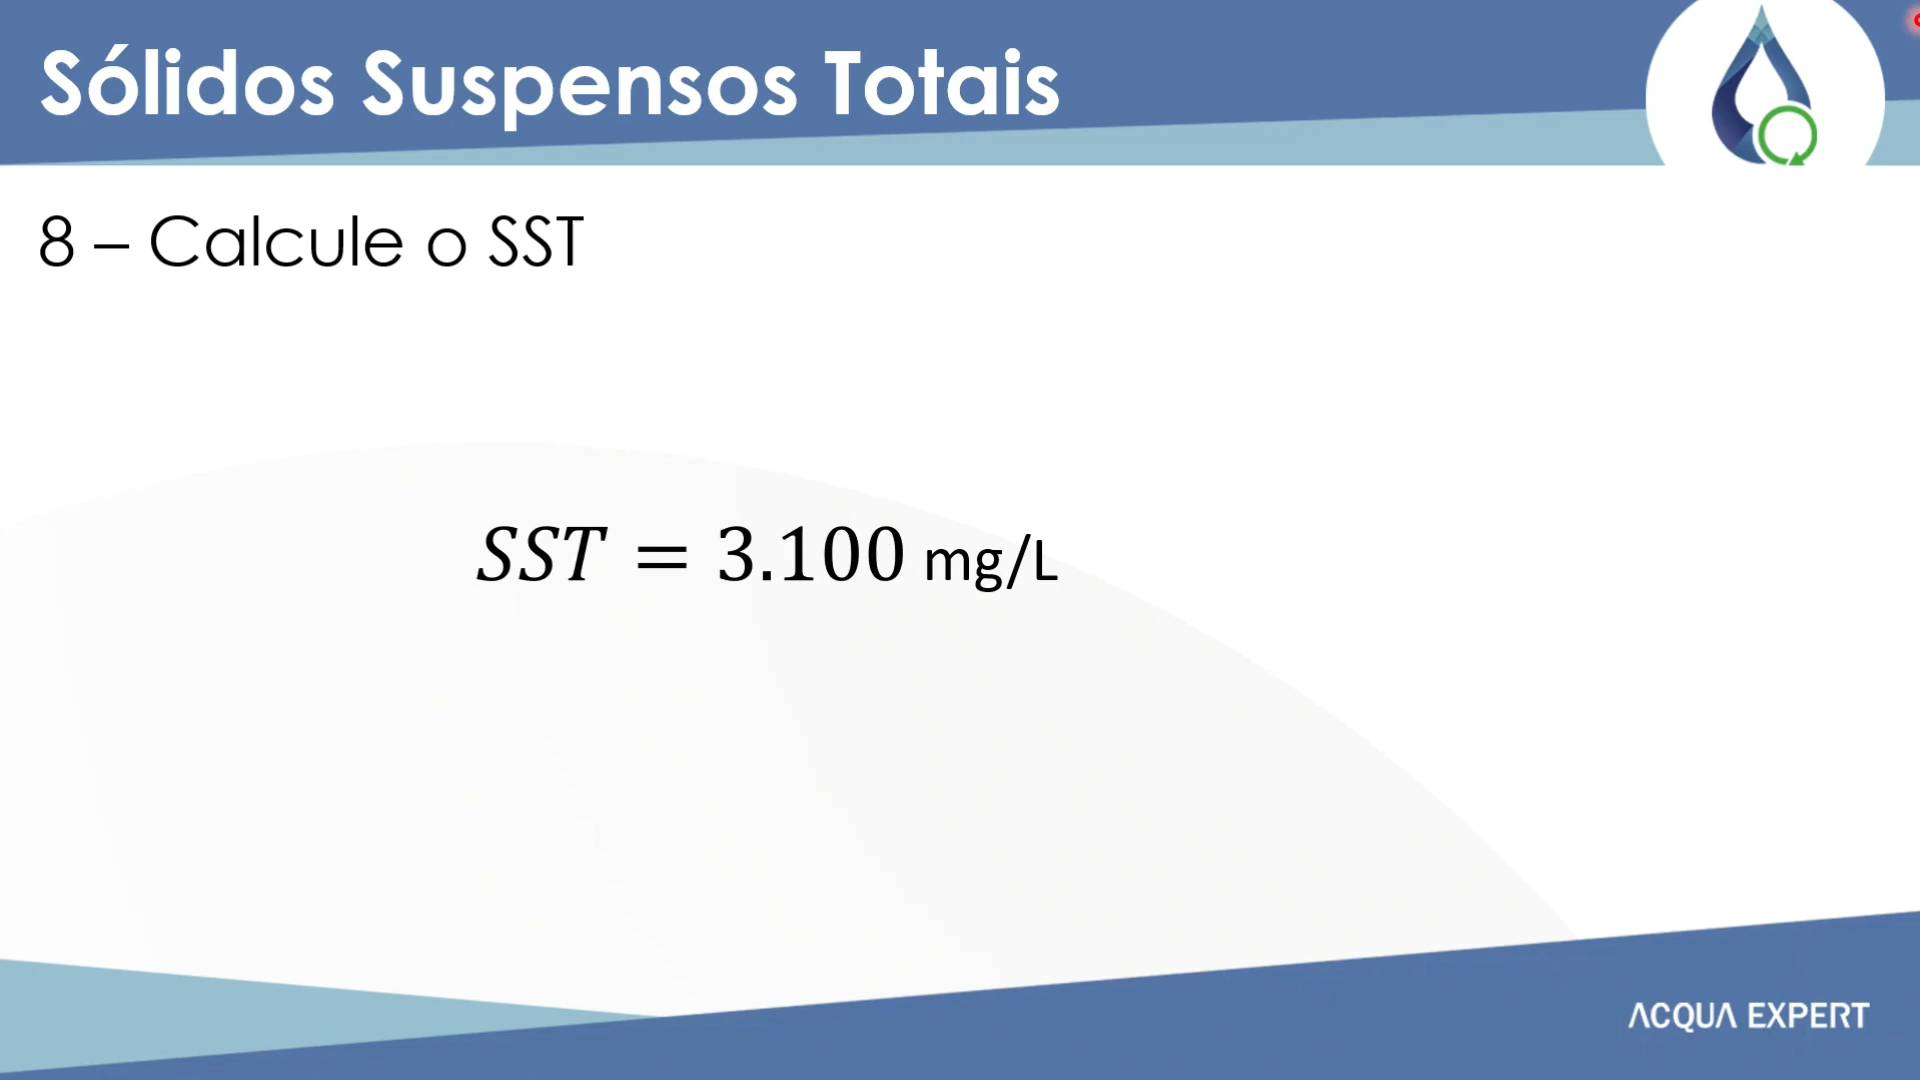 Sólidos Suspensos Totais
8 – Calcule o SST
SST = 3.100 mg/L
ACQUA EXPERT